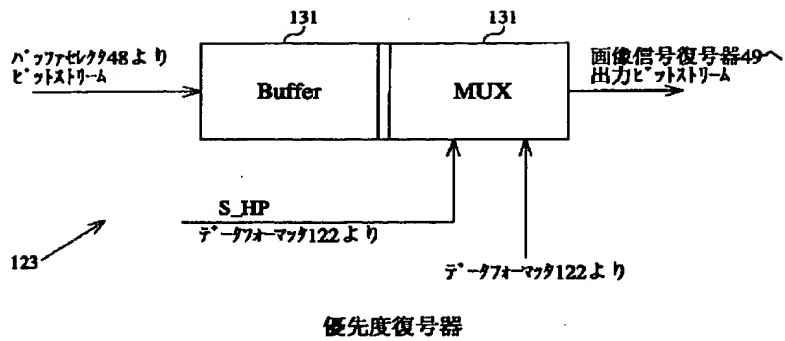 131
131
ﾊﾞｯﾌｧｾﾚｸﾀ48より
ﾋﾞｯﾄｽﾄﾘｰﾑ
Buffer
MUX
画像信号復号器49へ
出力ﾋﾞｯﾄｽﾄﾘｰﾑ
S_HP
ﾃﾞｰﾀﾌｫｰﾏｯﾀ122より
123
ﾃﾞｰﾀﾌｫｰﾏｯﾀ122より
優先度復号器